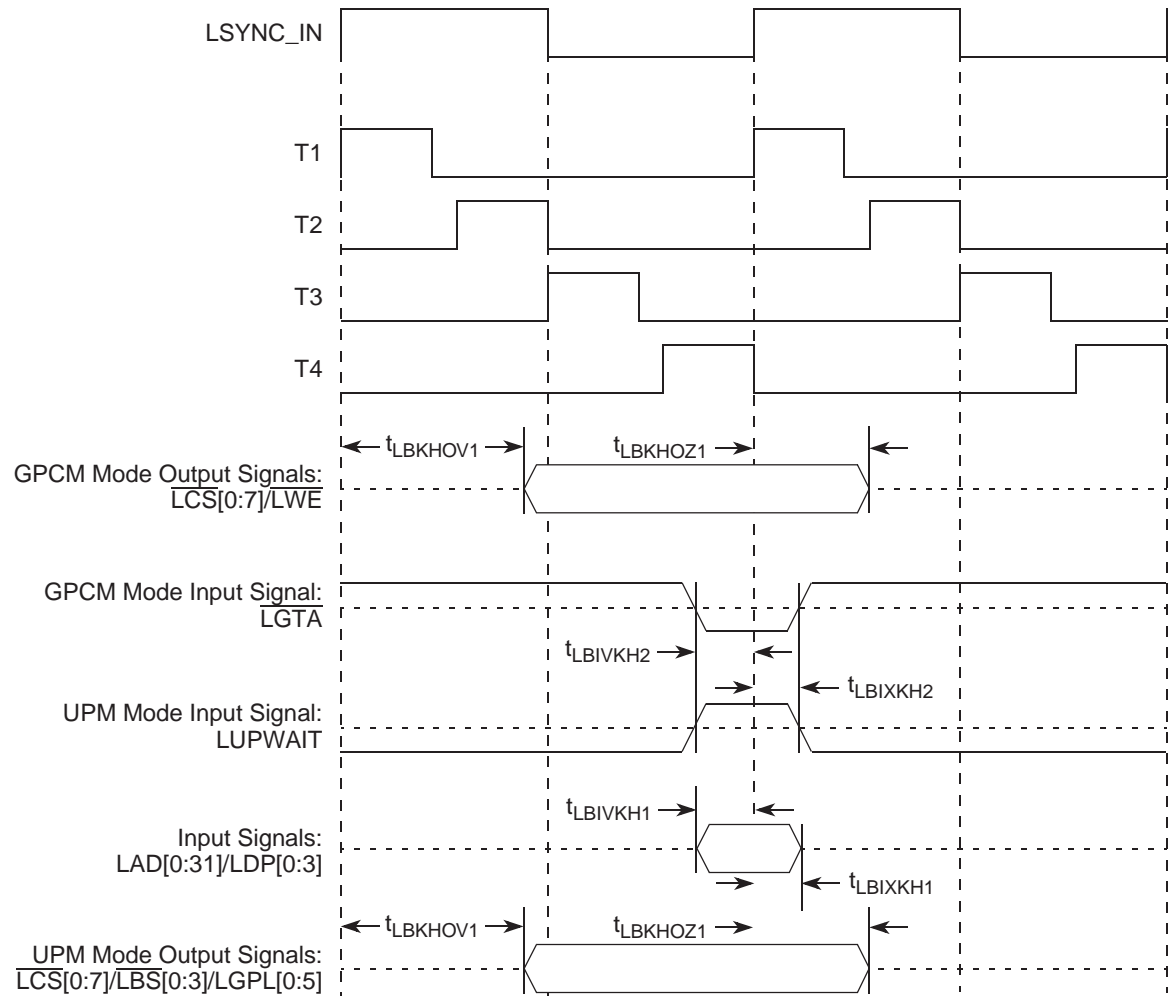 LSYNC_IN
T1
T2
T3
T4
tLBKHOV1
tLBKHOZ1
GPCM Mode Output Signals:
LCS[0:7]/LWE
GPCM Mode Input Signal:
LGTA
tLBIVKH2
tLBIXKH2
UPM Mode Input Signal:
LUPWAIT
tLBIVKH1
Input Signals:
LAD[0:31]/LDP[0:3]
tLBIXKH1
tLBKHOV1
tLBKHOZ1
UPM Mode Output Signals:
LCS[0:7]/LBS[0:3]/LGPL[0:5]